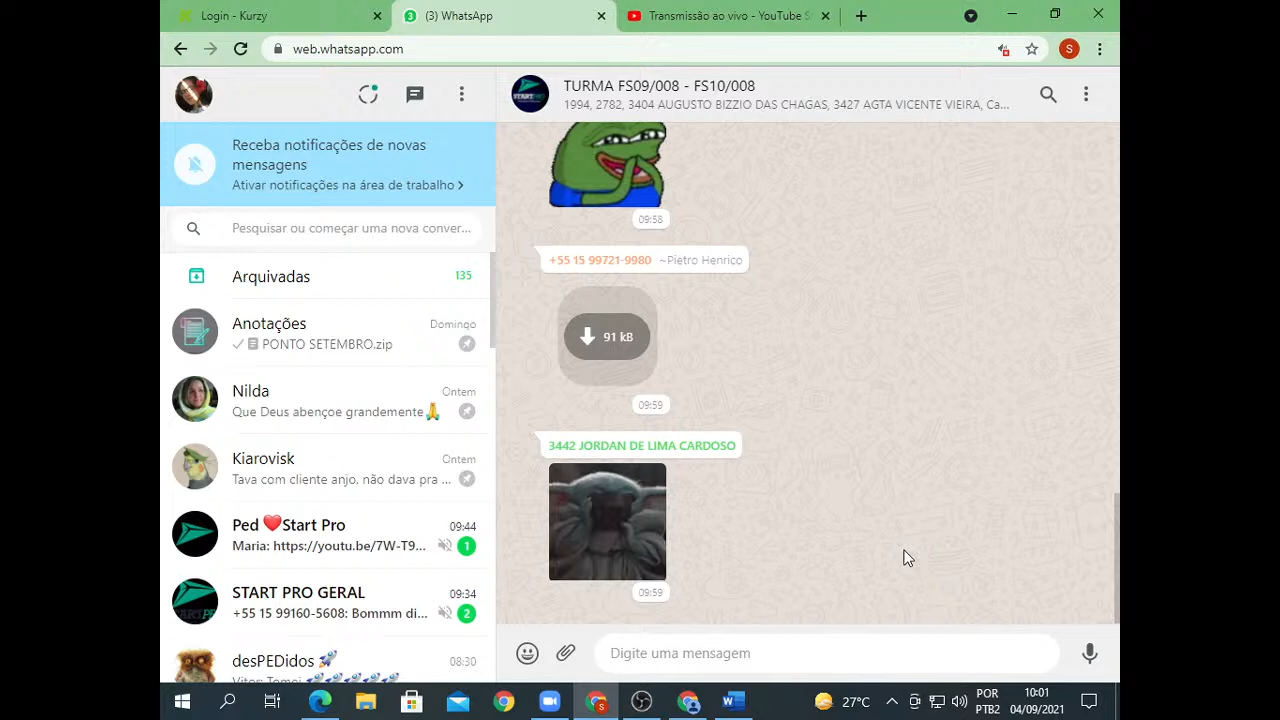 Login - Kurzy
(3) WhatsApp
Transmissão ao vivo - YouTube S
web.whatsapp.com
S
TURMA FS09/008 - FS10/008
1994, 2782, 3404 AUGUSTO BIZZIO DAS CHAGAS, 3427 AGTA VICENTE VIEIRA, Ca...
Receba notificações de novas
mensagens
Ativar notificações na área de trabalho
Pesquisar ou começar uma nova conver...
Arquivadas
135
Anotações
Domingo
PONTO SETEMBRO.zip
Nilda
Ontem
Que Deus abençoe grandemente🙏
Kiarovisk
Ontem
Tava com cliente anjo, não dava pra ...
Ped ❤️Start Pro
09:44
Maria: https://youtu.be/7W-T9...
1
START PRO GERAL
09:34
+55 15 99160-5608: Bommm di...
2
desPEDidos 🚀
08:30
Vitor: Tomei 🚀🚀🚀🚀🚀
09:58
+55 15 99721-9980 ~Pietro Henrico
91 kB
09:59
3442 JORDAN DE LIMA CARDOSO
09:59
Digite uma mensagem
27°C
POR
PTB2
10:01
04/09/2021